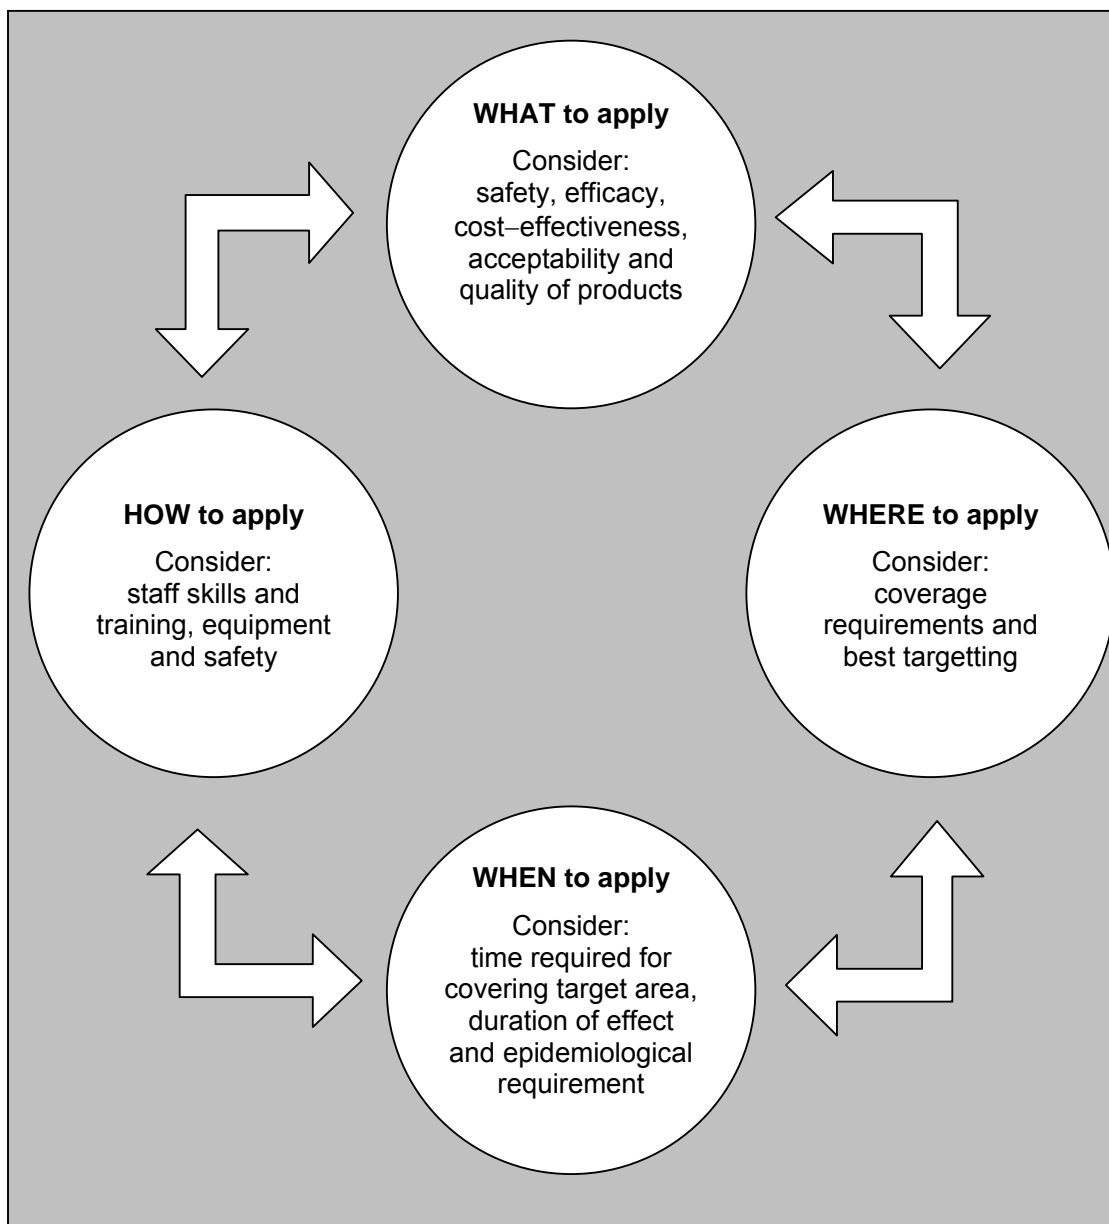 WHAT to apply
Consider:
safety, efficacy,
cost–effectiveness,
acceptability and
quality of products
HOW to apply
Consider:
staff skills and
training, equipment
and safety
WHERE to apply
Consider:
coverage
requirements and
best targetting
WHEN to apply
Consider:
time required for
covering target area,
duration of effect
and epidemiological
requirement